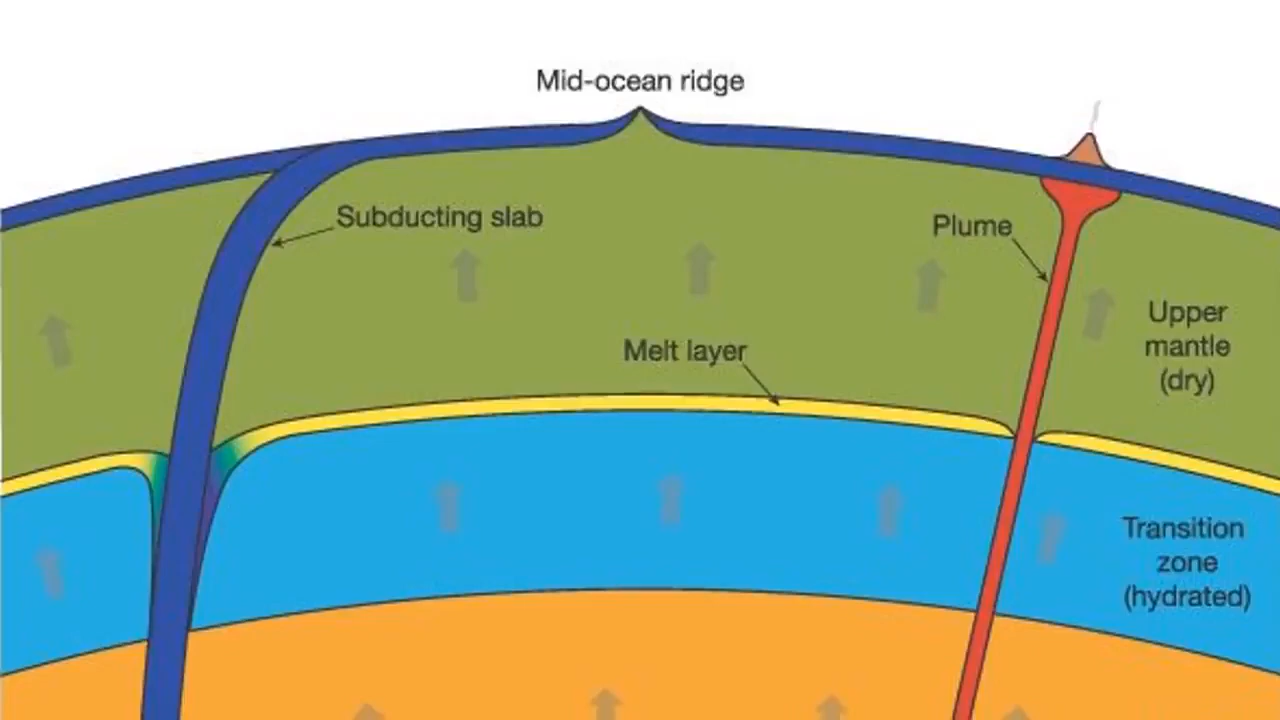 Mid-ocean ridge
Subducting slab
Plume
Upper
mantle
(dry)
Melt layer
Transition
zone
(hydrated)